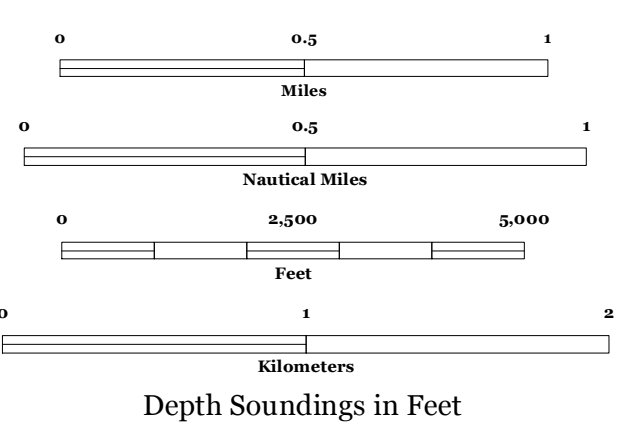 0 0.5 1
Miles
0 0.5 1
Nautical Miles
0 2,500 5,000
Feet
0 1 2
Kilometers
Depth Soundings in Feet